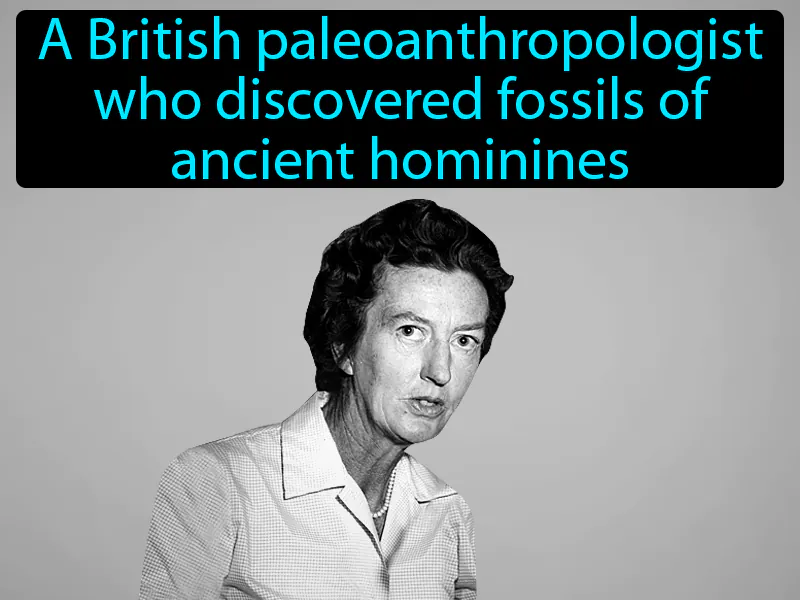 A British paleoanthropologist
who discovered fossils of
ancient hominines